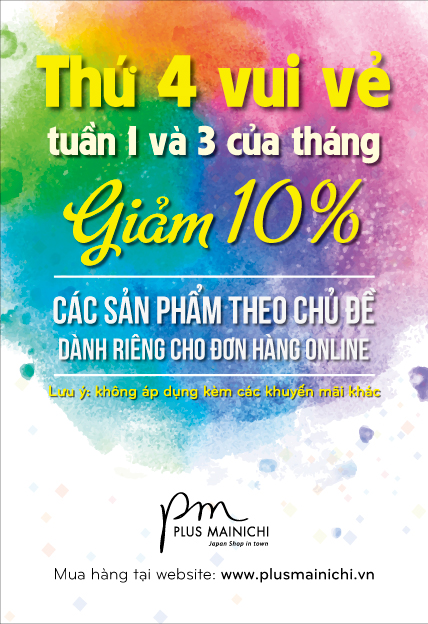 Thứ 4 vui vẻ
tuần 1 và 3 của tháng
Giảm 10%
CÁC SẢN PHẨM THEO CHỦ ĐỀ
DÀNH RIÊNG CHO ĐƠN HÀNG ONLINE
Lưu ý: không áp dụng kèm các khuyến mãi khác
pm
PLUS MAINICHI
Japan Shop in town
Mua hàng tại website: www.plusmainichi.vn